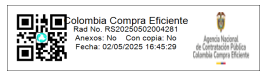 Colombia Compra Eficiente
Rad No. RS20250502004281
Anexos: No Con copia: No
Fecha: 02/05/2025 16:45:29
Agencia Nacional
de Contratación Pública
Colombia Compra Eficiente